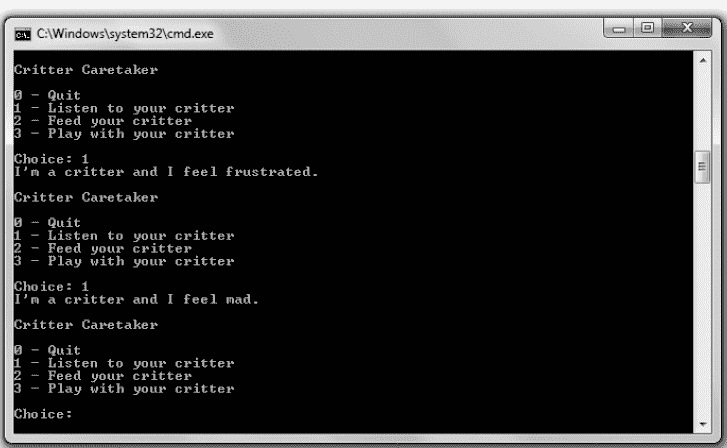 C:\Windows\system32\cmd.exe
Critter Caretaker
0 - Quit
1 - Listen to your critter
2 - Feed your critter
3 - Play with your critter
Choice: 1
I'm a critter and I feel frustrated.
Critter Caretaker
0 - Quit
1 - Listen to your critter
2 - Feed your critter
3 - Play with your critter
Choice: 1
I'm a critter and I feel mad.
Critter Caretaker
0 - Quit
1 - Listen to your critter
2 - Feed your critter
3 - Play with your critter
Choice: